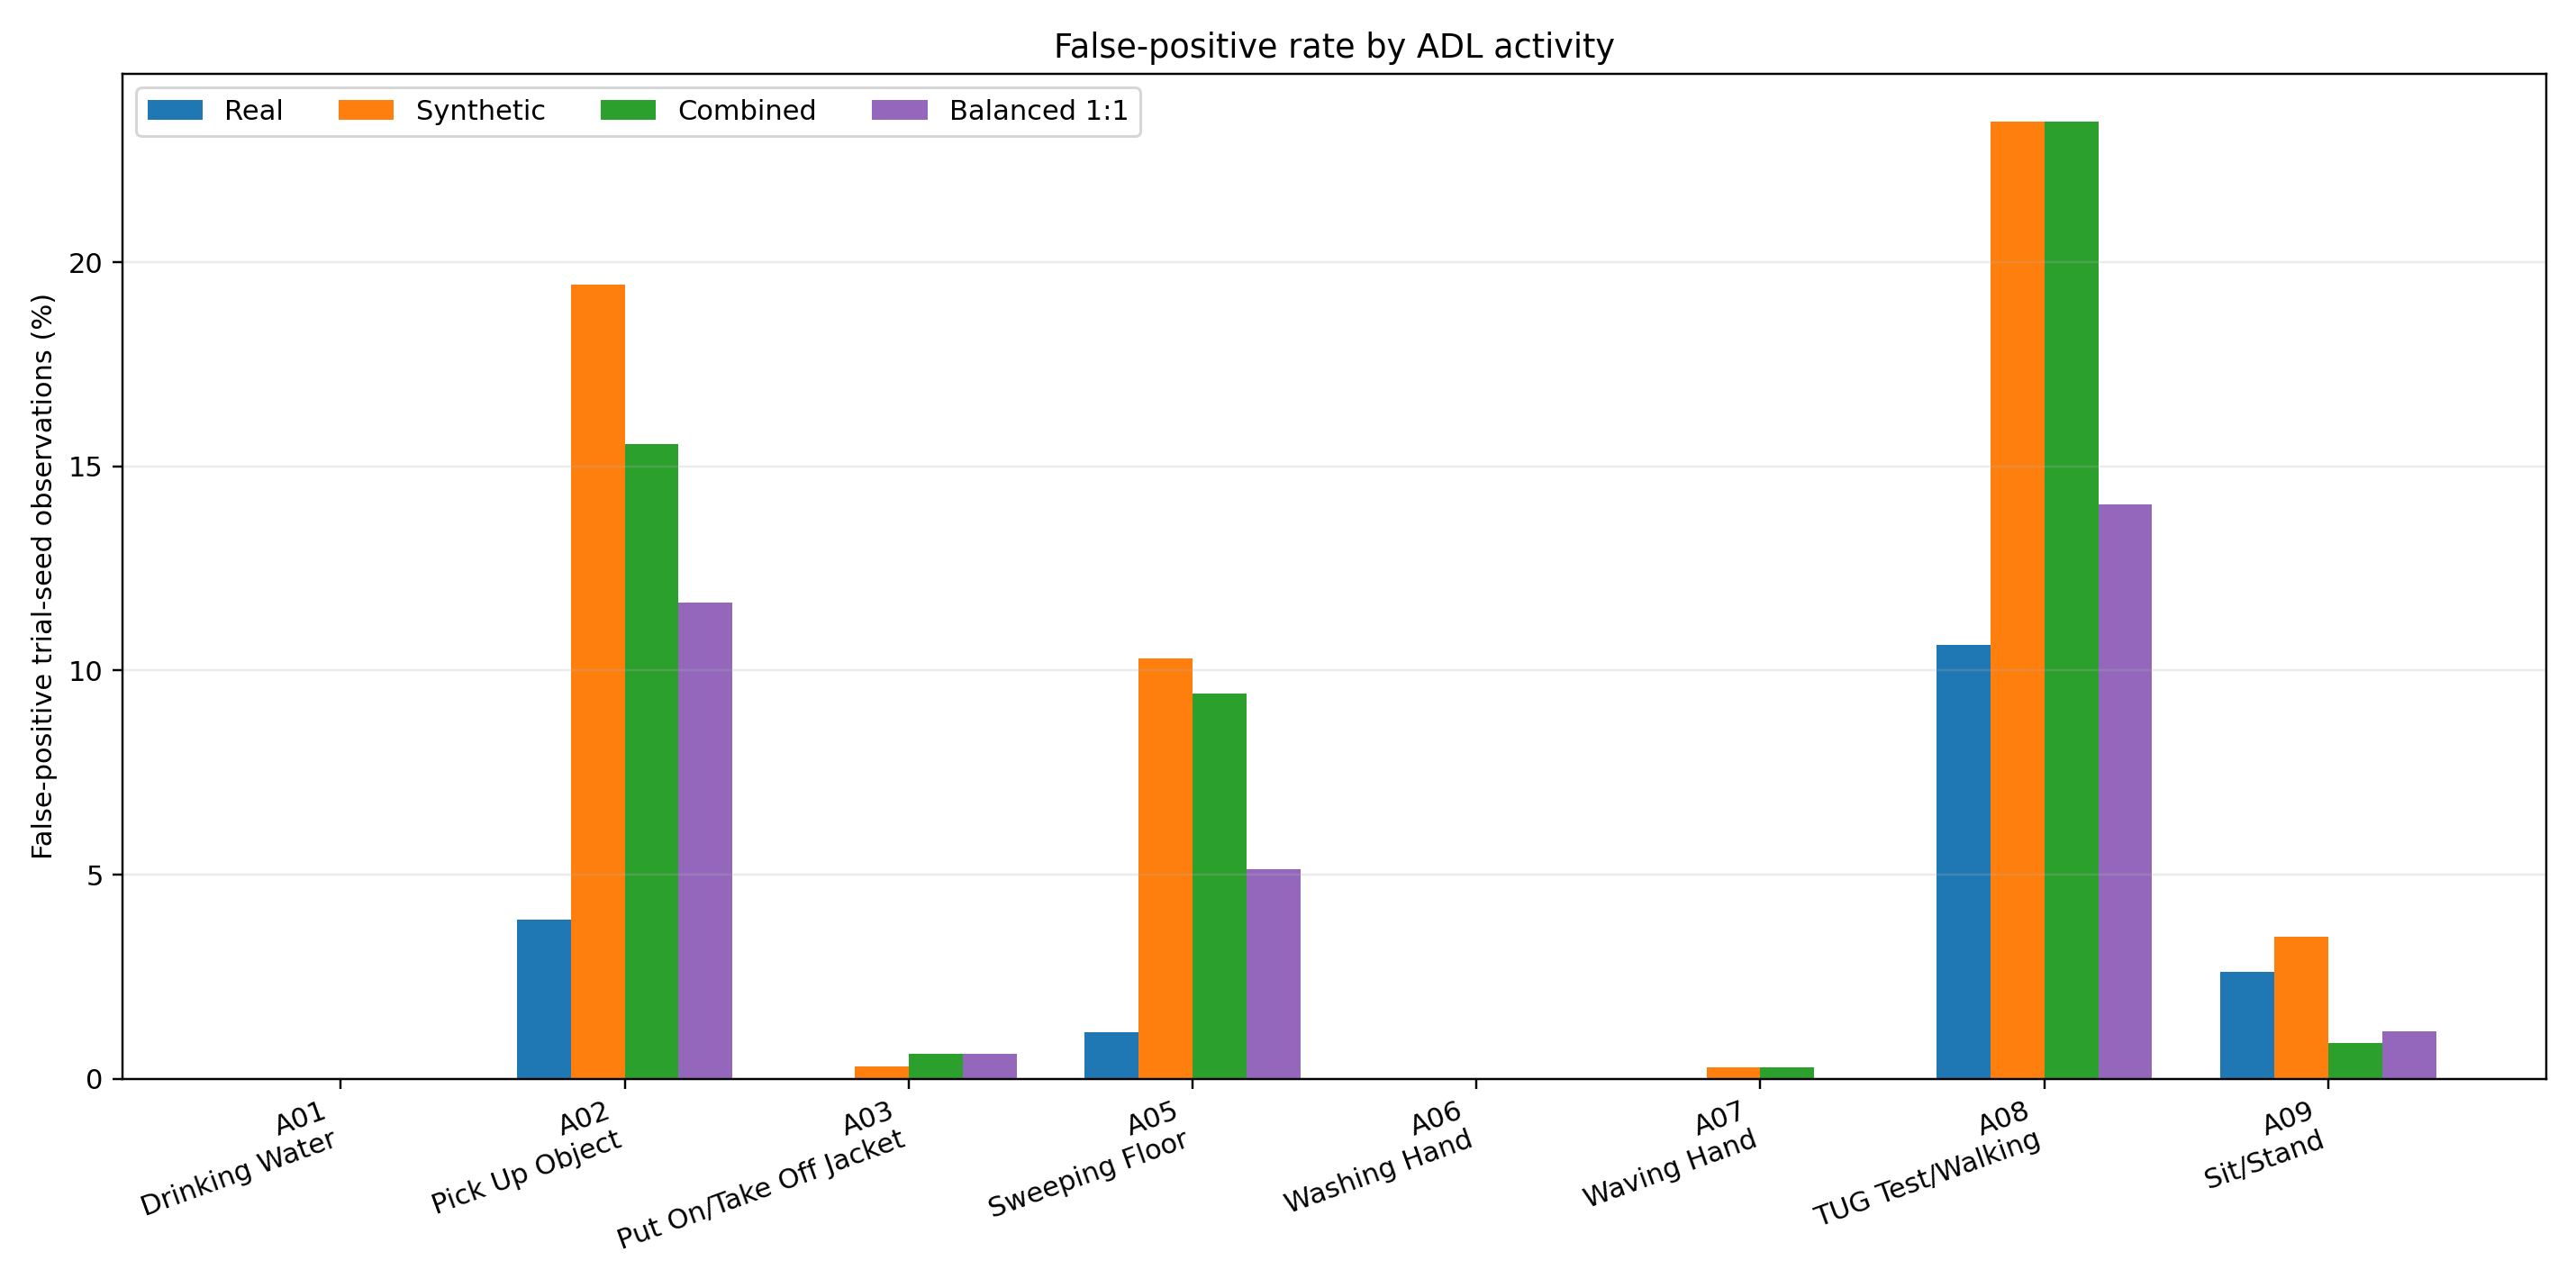 False-positive rate by ADL activity
Real Synthetic Combined Balanced 1:1
False-positive trial-seed observations (%)
20
15
10
5
0
A01
Drinking Water
A02
Pick Up Object
A03
Put On/Take Off Jacket
A05
Sweeping Floor
A06
Washing Hand
A07
Waving Hand
A08
TUG Test/Walking
A09
Sit/Stand